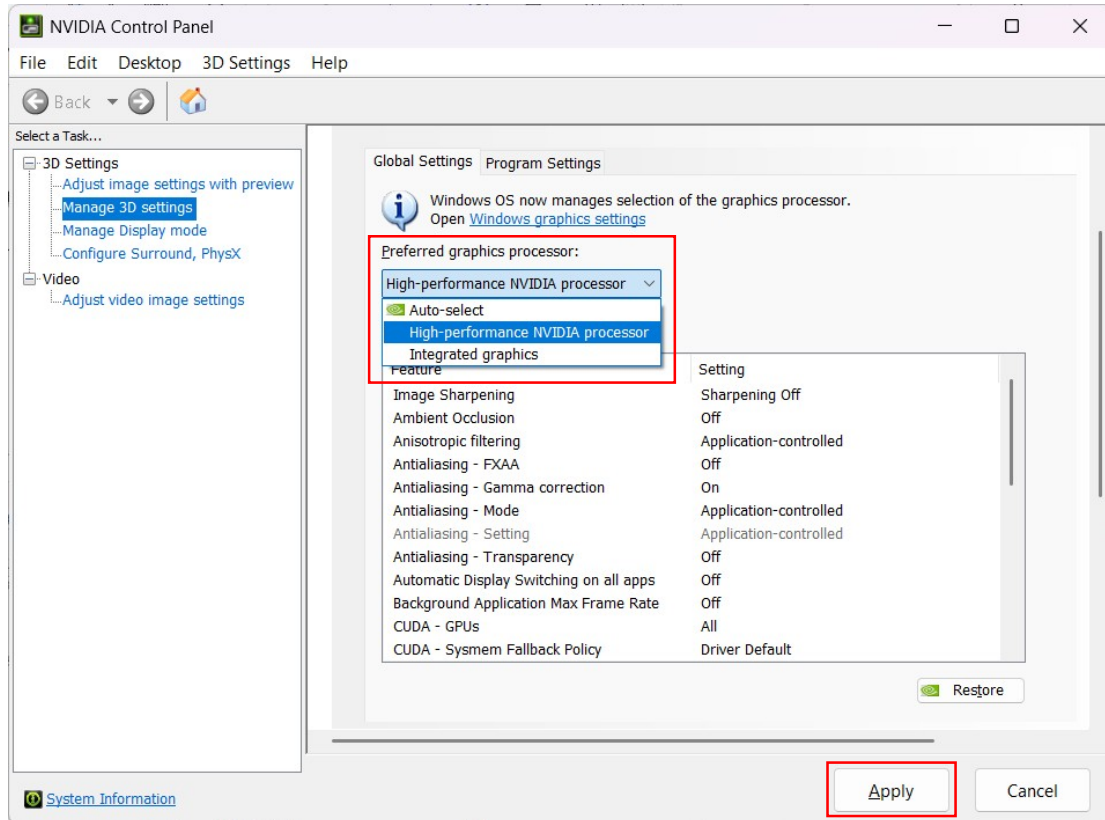 NVIDIA Control Panel
File Edit Desktop 3D Settings Help
Back
Select a Task...
3D Settings
Adjust image settings with preview
Manage 3D settings
Manage Display mode
Configure Surround, PhysX
Video
Adjust video image settings
Global Settings Program Settings
Windows OS now manages selection of the graphics processor.
Open Windows graphics settings
Preferred graphics processor:
High-performance NVIDIA processor
Auto-select
High-performance NVIDIA processor
Integrated graphics
Feature Setting
Image Sharpening Sharpening Off
Ambient Occlusion Off
Anisotropic filtering Application-controlled
Antialiasing - FXAA Off
Antialiasing - Gamma correction On
Antialiasing - Mode Application-controlled
Antialiasing - Setting Application-controlled
Antialiasing - Transparency Off
Automatic Display Switching on all apps Off
Background Application Max Frame Rate Off
CUDA - GPUs All
CUDA - Sysmem Fallback Policy Driver Default
Restore
System Information
Apply Cancel